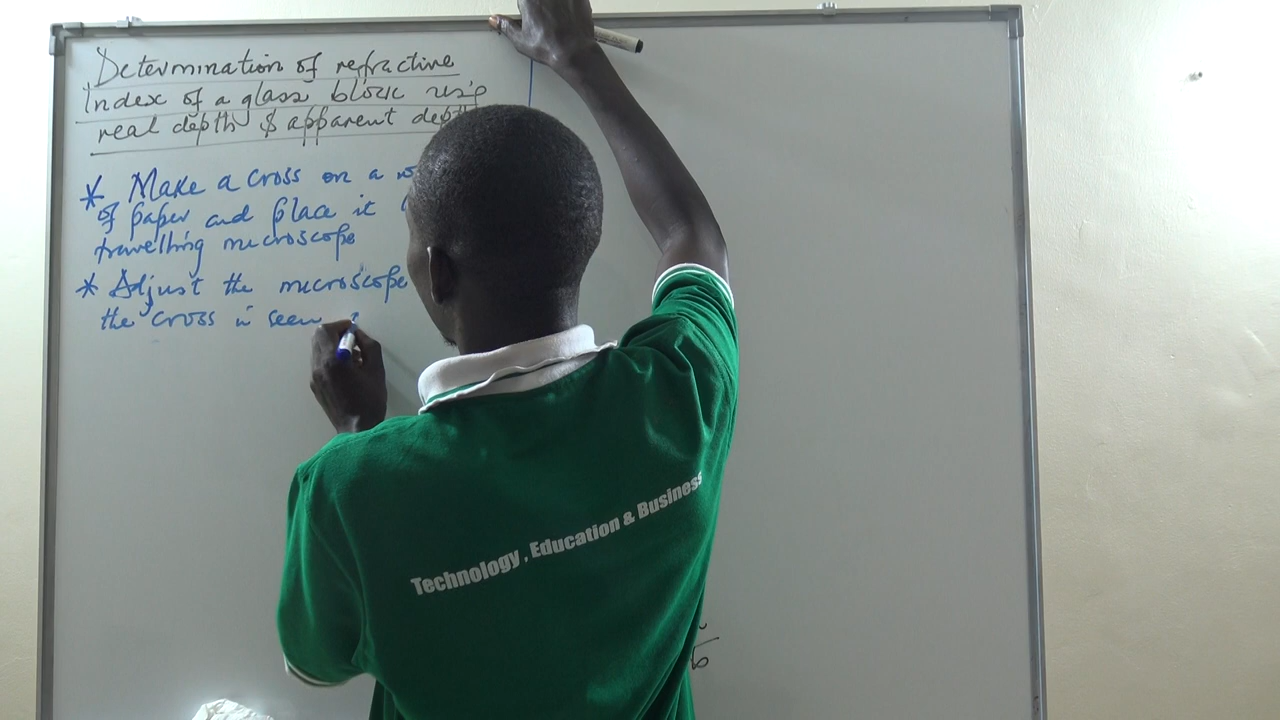 Determination of refractive
Index of a glass block using
real depth & apparent depth
* Make a cross on a
of paper and place it
travelling microscope
* Adjust the microscope
the cross is seen
Technology , Education & Business